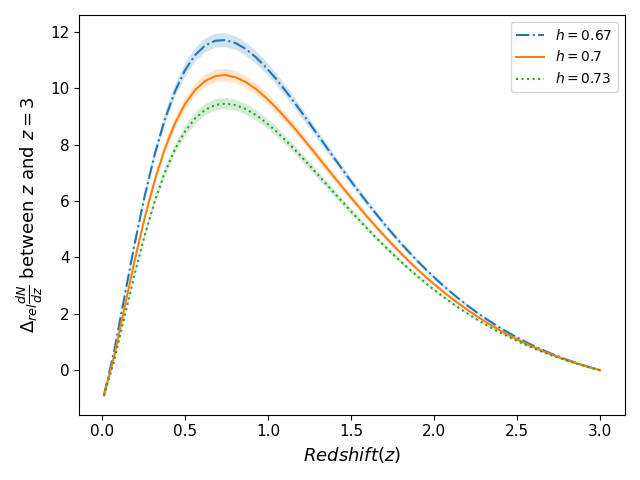 h = 0.67
h = 0.7
h = 0.73
Δ_rel dN/dz between z and z = 3
12
10
8
6
4
2
0
0.0 0.5 1.0 1.5 2.0 2.5 3.0
Redshift(z)